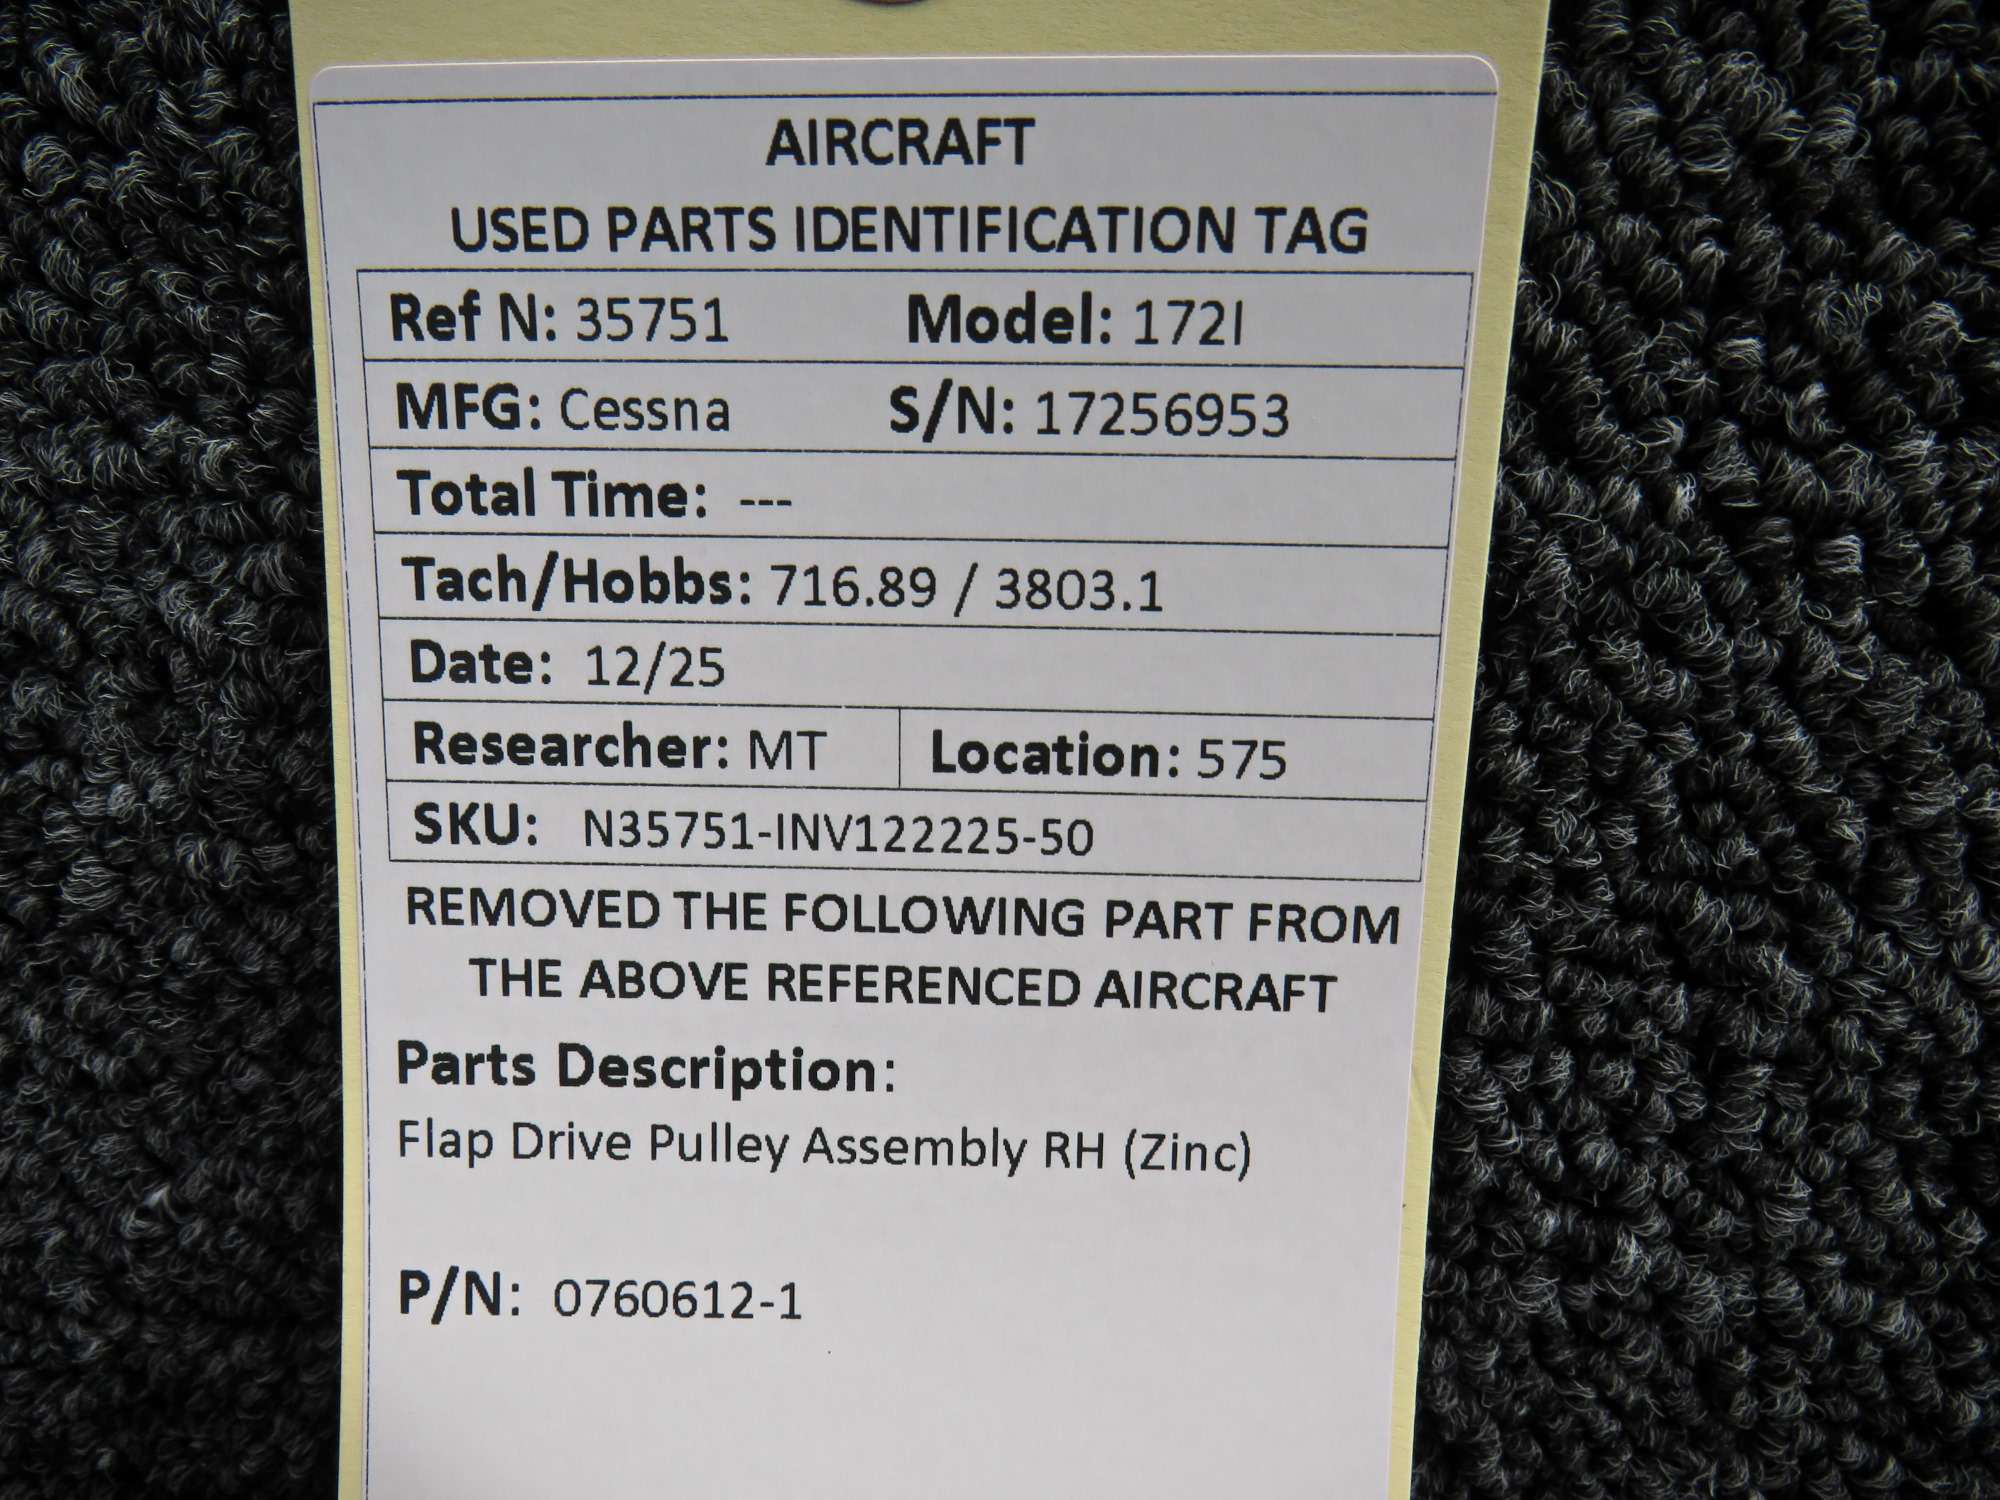 AIRCRAFT
USED PARTS IDENTIFICATION TAG
Ref N: 35751 Model: 172I
MFG: Cessna S/N: 17256953
Total Time: ---
Tach/Hobbs: 716.89 / 3803.1
Date: 12/25
Researcher: MT Location: 575
SKU: N35751-INV122225-50
REMOVED THE FOLLOWING PART FROM
THE ABOVE REFERENCED AIRCRAFT
Parts Description:
Flap Drive Pulley Assembly RH (Zinc)
P/N: 0760612-1